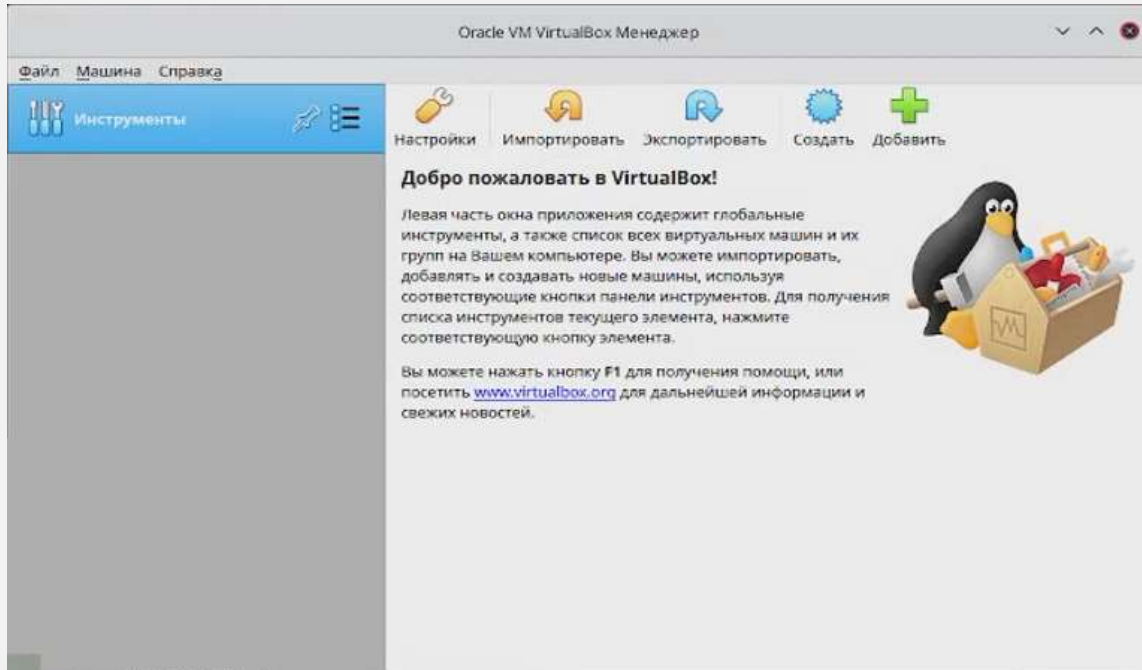 Oracle VM VirtualBox Менеджер
Файл Машина Справка
Инструменты
Настройки Импортировать Экспортировать Создать Добавить
Добро пожаловать в VirtualBox!
Левая часть окна приложения содержит глобальные
инструменты, а также список всех виртуальных машин и их
групп на Вашем компьютере. Вы можете импортировать,
добавлять и создавать новые машины, используя
соответствующие кнопки панели инструментов. Для получения
списка инструментов текущего элемента, нажмите
соответствующую кнопку элемента.
Вы можете нажать кнопку F1 для получения помощи, или
посетить www.virtualbox.org для дальнейшей информации и
свежих новостей.